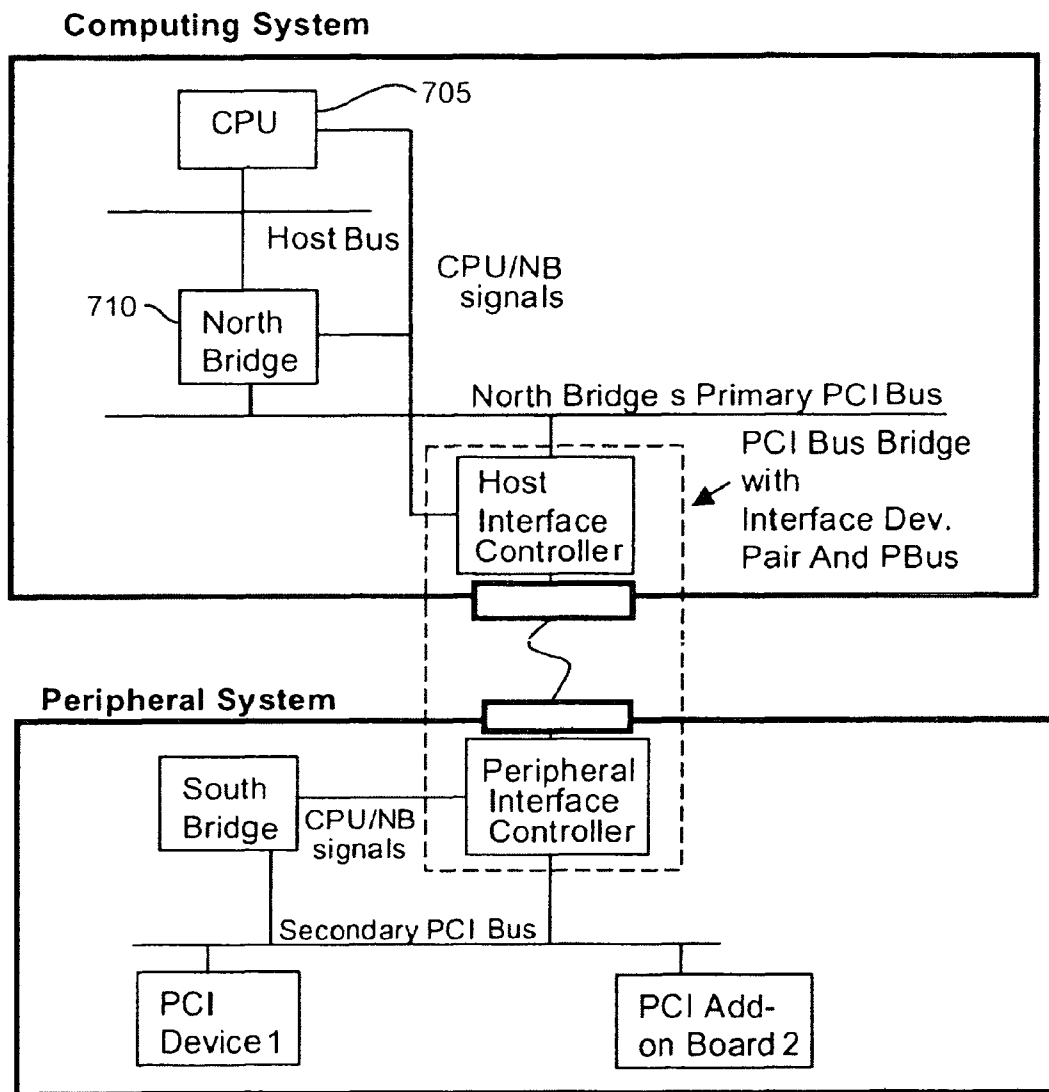 Computing System
CPU
705
Host Bus
CPU/NB
signals
710
North
Bridge
North Bridge s Primary PCI Bus
PCI Bus Bridge
with
Interface Dev.
Pair And PBus
Host
Interface
Controller
Peripheral System
South
Bridge
CPU/NB
signals
Peripheral
Interface
Controller
Secondary PCI Bus
PCI
Device 1
PCI Add-
on Board 2